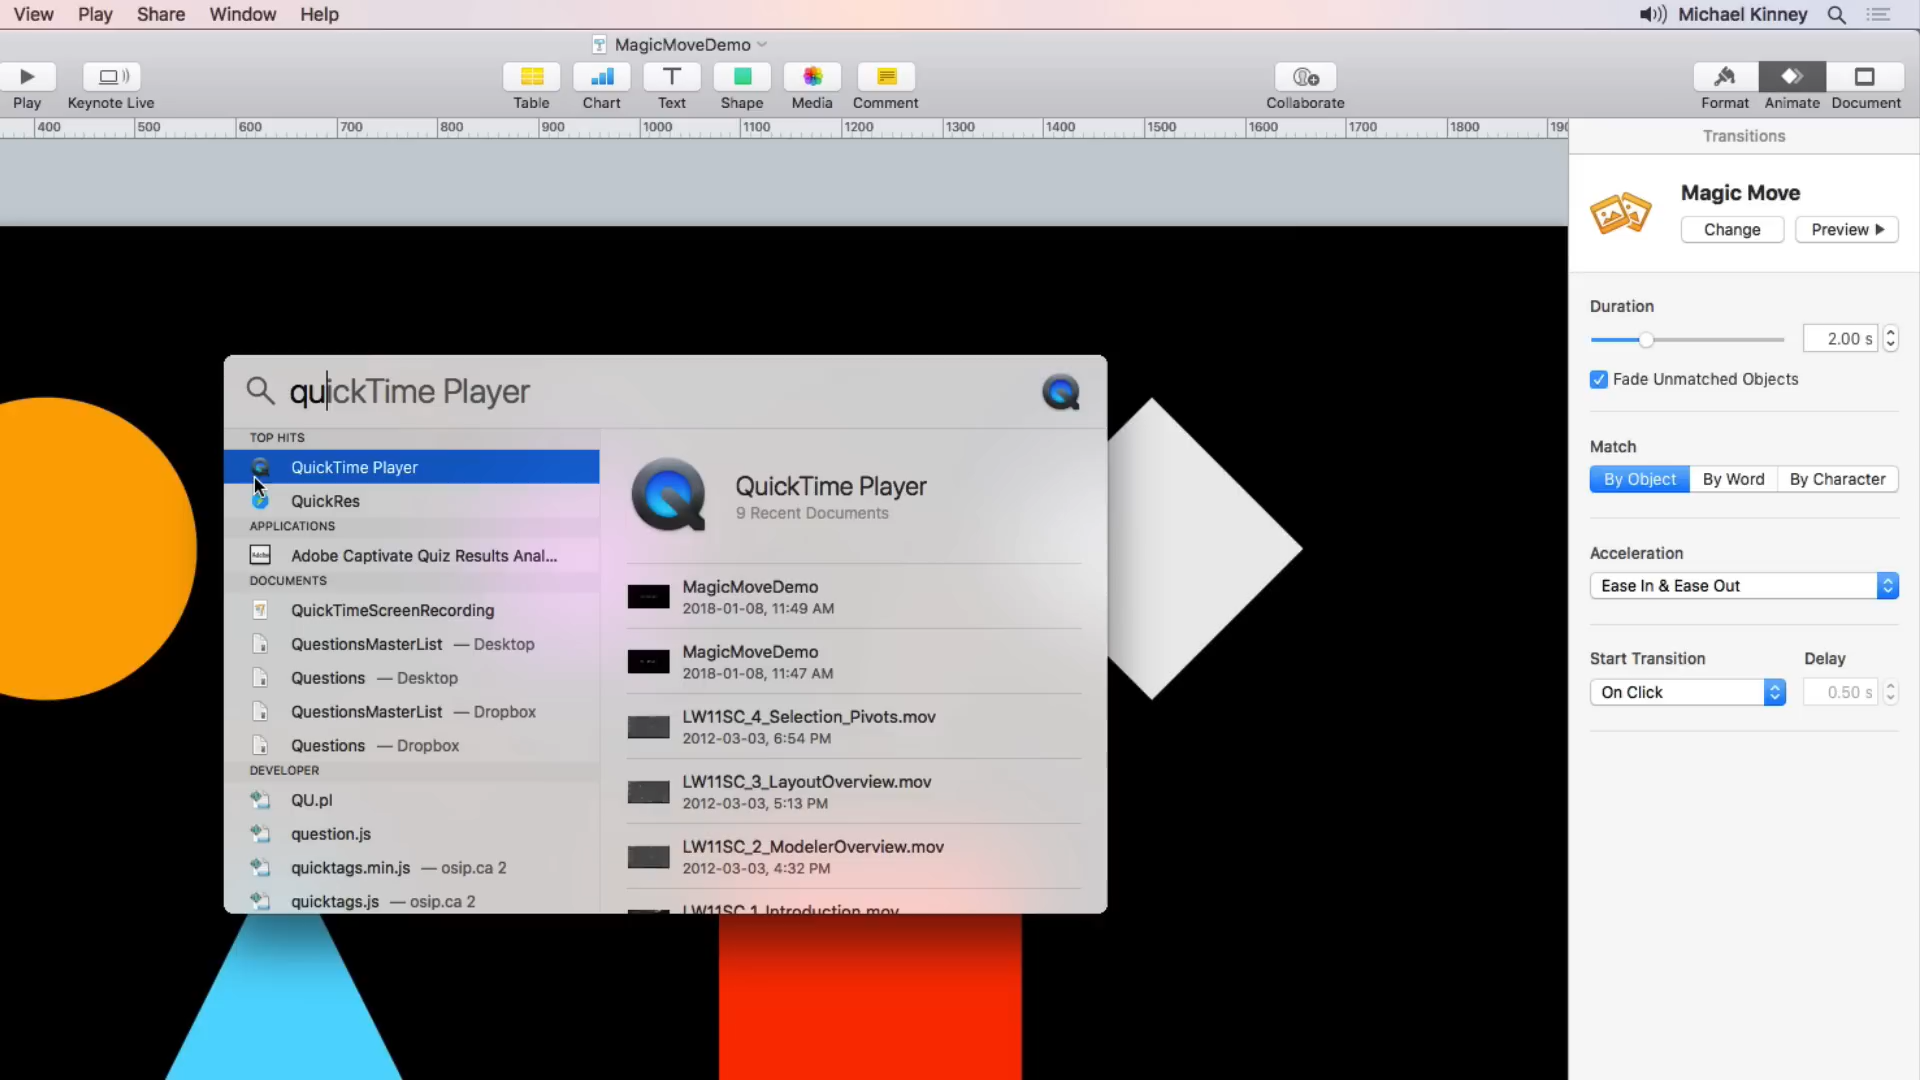 View Play Share Window Help Michael Kinney
MagicMoveDemo
Play Keynote Live Table Chart Text Shape Media Comment Collaborate Format Animate Document
400 500 600 700 800 900 1000 1100 1200 1300 1400 1500 1600 1700 1800 190
Transitions
Magic Move
Change Preview
Duration
2.00 s
Fade Unmatched Objects
Match
By Object By Word By Character
Acceleration
Ease In & Ease Out
Start Transition Delay
On Click 0.50 s
quickTime Player
TOP HITS
QuickTime Player
QuickRes
APPLICATIONS
Adobe Captivate Quiz Results Anal...
DOCUMENTS
QuickTimeScreenRecording
QuestionsMasterList — Desktop
Questions — Desktop
QuestionsMasterList — Dropbox
Questions — Dropbox
DEVELOPER
QU.pl
question.js
quicktags.min.js — osip.ca 2
quicktags.js — osip.ca 2
QuickTime Player
9 Recent Documents
MagicMoveDemo
2018-01-08, 11:49 AM
MagicMoveDemo
2018-01-08, 11:47 AM
LW11SC_4_Selection_Pivots.mov
2012-03-03, 6:54 PM
LW11SC_3_LayoutOverview.mov
2012-03-03, 5:13 PM
LW11SC_2_ModelerOverview.mov
2012-03-03, 4:32 PM
LW11SC_1_Introduction.mov